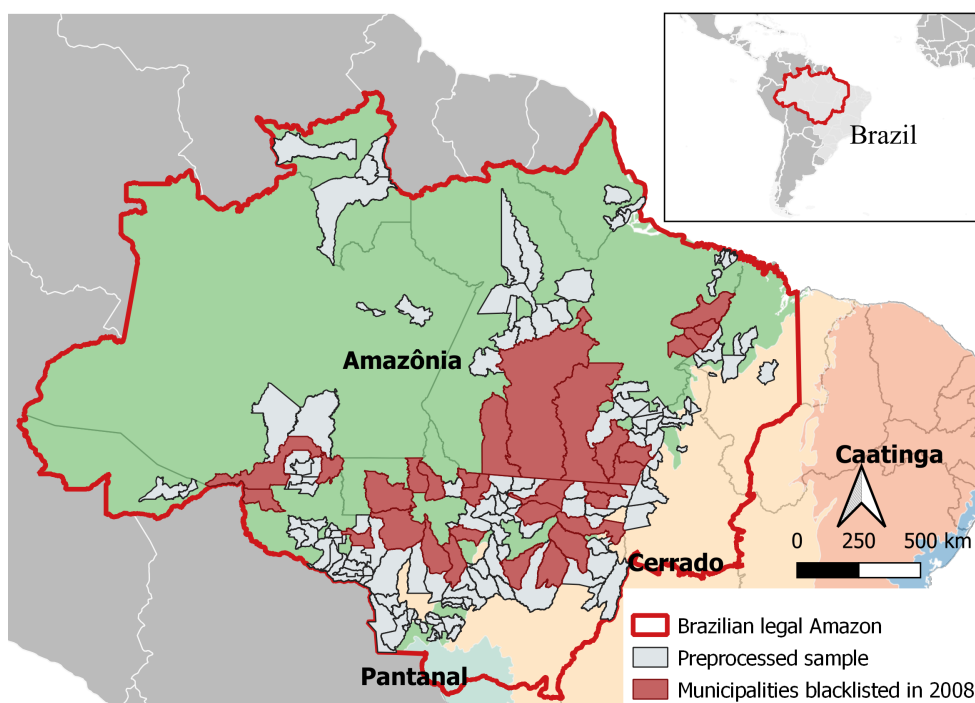 Brazil
Amazônia
Caatinga
0 250 500 km
Cerrado
Pantanal
Brazilian legal Amazon
Preprocessed sample
Municipalities blacklisted in 2008